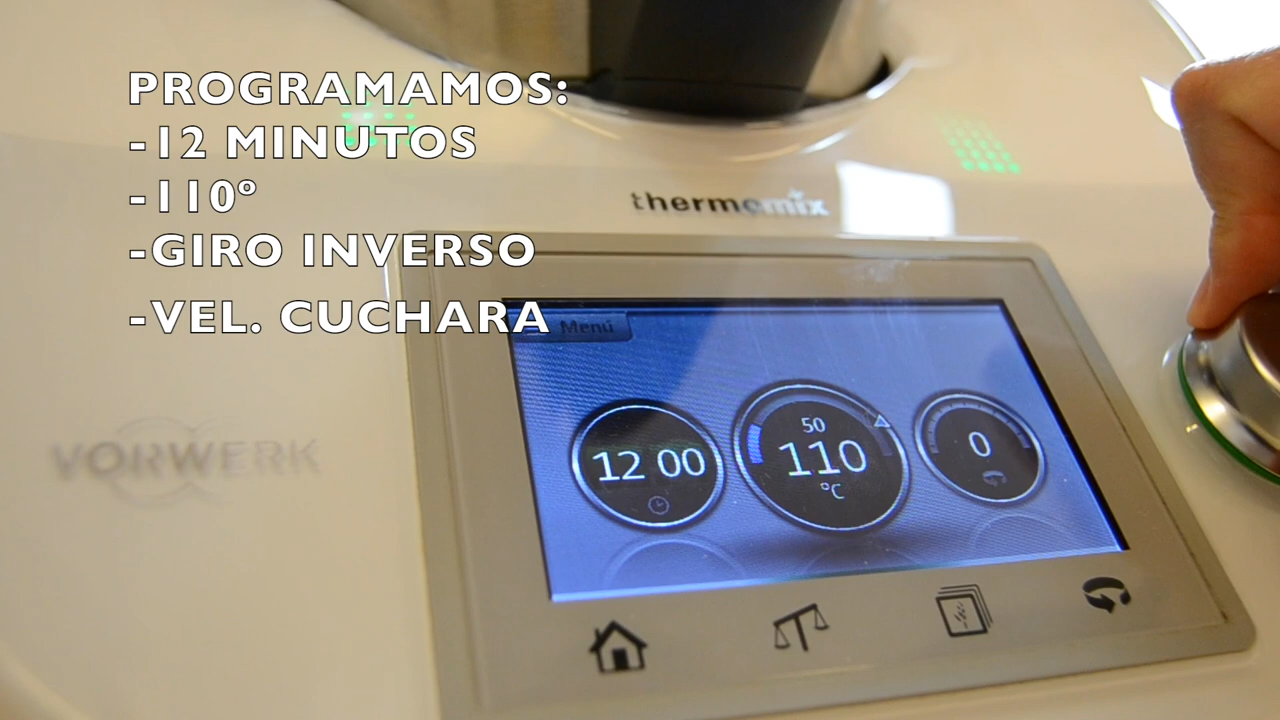 PROGRAMAMOS:
-12 MINUTOS
-110º
-GIRO INVERSO
-VEL. CUCHARA
thermomix
Menú
VORWERK
12 00
50
110
°C
0